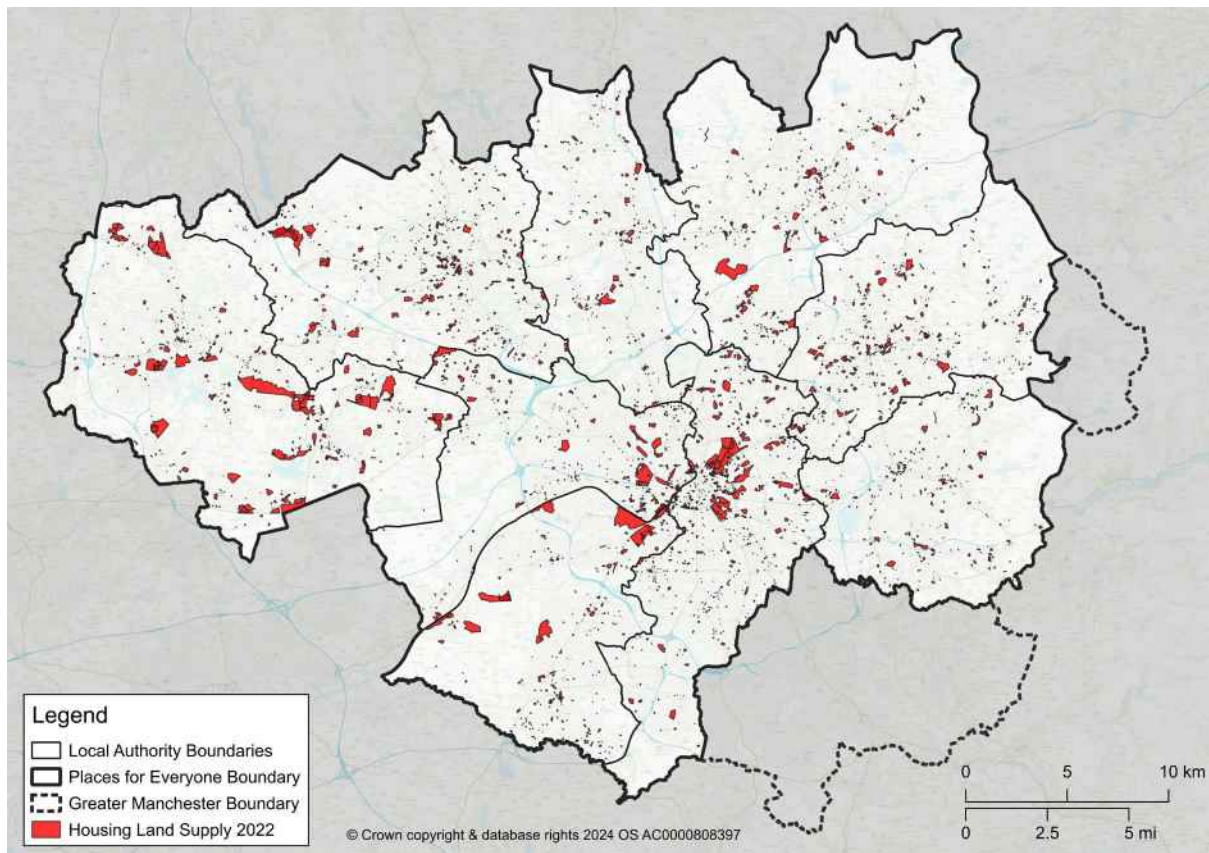 Legend
Local Authority Boundaries
Places for Everyone Boundary
Greater Manchester Boundary
Housing Land Supply 2022
© Crown copyright & database rights 2024 OS AC0000808397
0 5 10 km
0 2.5 5 mi